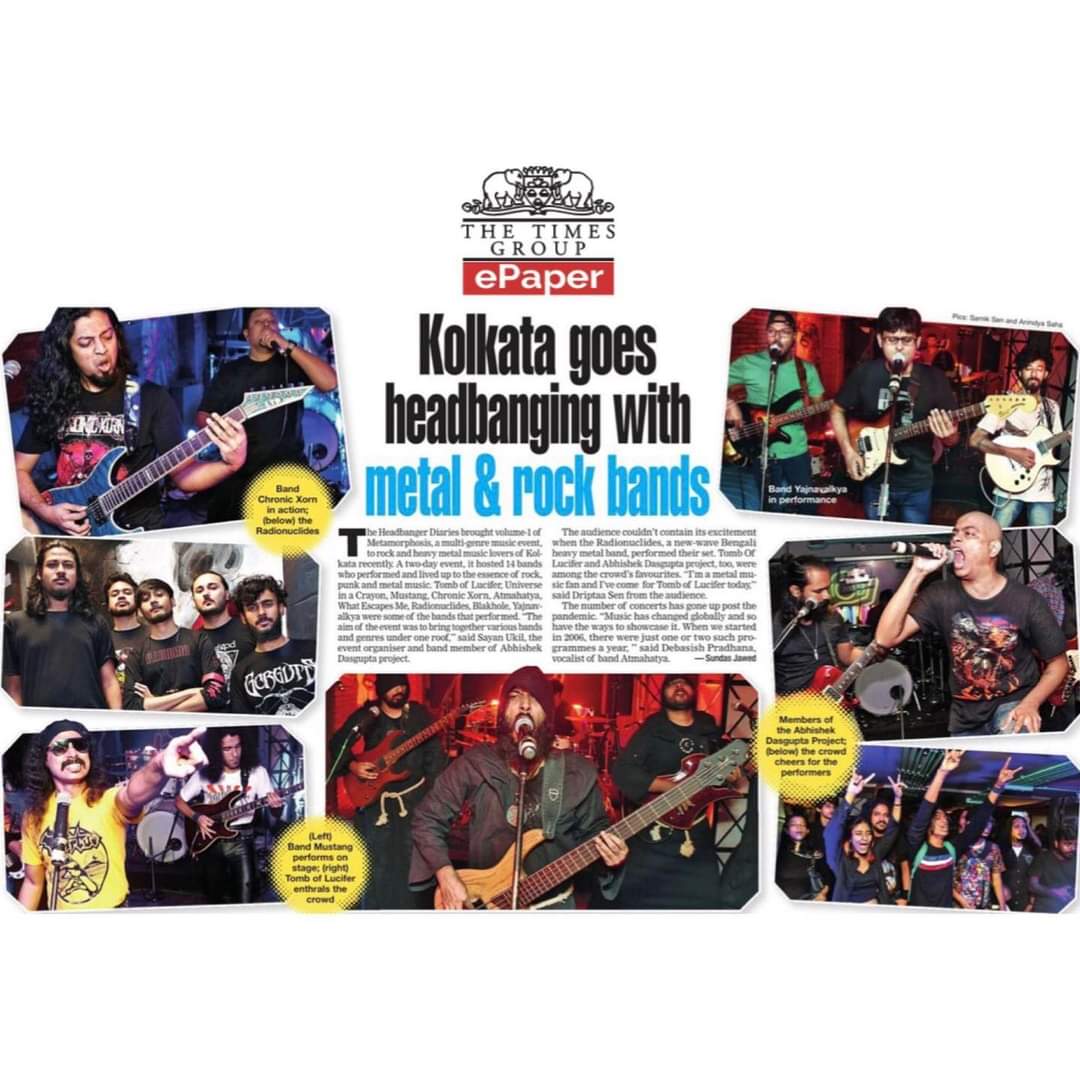 THE TIMES
GROUP
ePaper
Kolkata goes
headbanging with
metal & rock bands
Pics: Samik Sen and Anindya Saha
Band
Chronic Xorn
in action;
(below) the
Radionuclides
Band Yajnavalkya
in performance
The Headbanger Diaries brought volume-1 of
Metamorphosis, a multi-genre music event,
to rock and heavy metal music lovers of Kol-
kata recently. A two-day event, it hosted 14 bands
who performed and lived up to the essence of rock,
punk and metal music. Tomb of Lucifer, Universe
in a Crayon, Mustang, Chronic Xorn, Atmahatya,
What Escapes Me, Radionuclides, Blakhole, Yajnav-
alkya were some of the bands that performed. “The
aim of the event was to bring together various bands
and genres under one roof,” said Sayan Ukil, the
event organiser and band member of Abhishek
Dasgupta project.
The audience couldn't contain its excitement
when the Radionuclides, a new-wave Bengali
heavy metal band, performed their set. Tomb Of
Lucifer and Abhishek Dasgupta project, too, were
among the crowd's favourites. “I'm a metal mu-
sic fan and I've come for Tomb of Lucifer today,”
said Driptaa Sen from the audience.
The number of concerts has gone up post the
pandemic. “Music has changed globally and so
have the ways to showcase it. When we started
in 2006, there were just one or two such pro-
grammes a year, ” said Debasish Pradhana,
vocalist of band Atmahatya.
— Sundas Jawed
GORGUTS
Members of
the Abhishek
Dasgupta Project;
(below) the crowd
cheers for the
performers
(Left)
Band Mustang
performs on
stage; (right)
Tomb of Lucifer
enthrals the
crowd